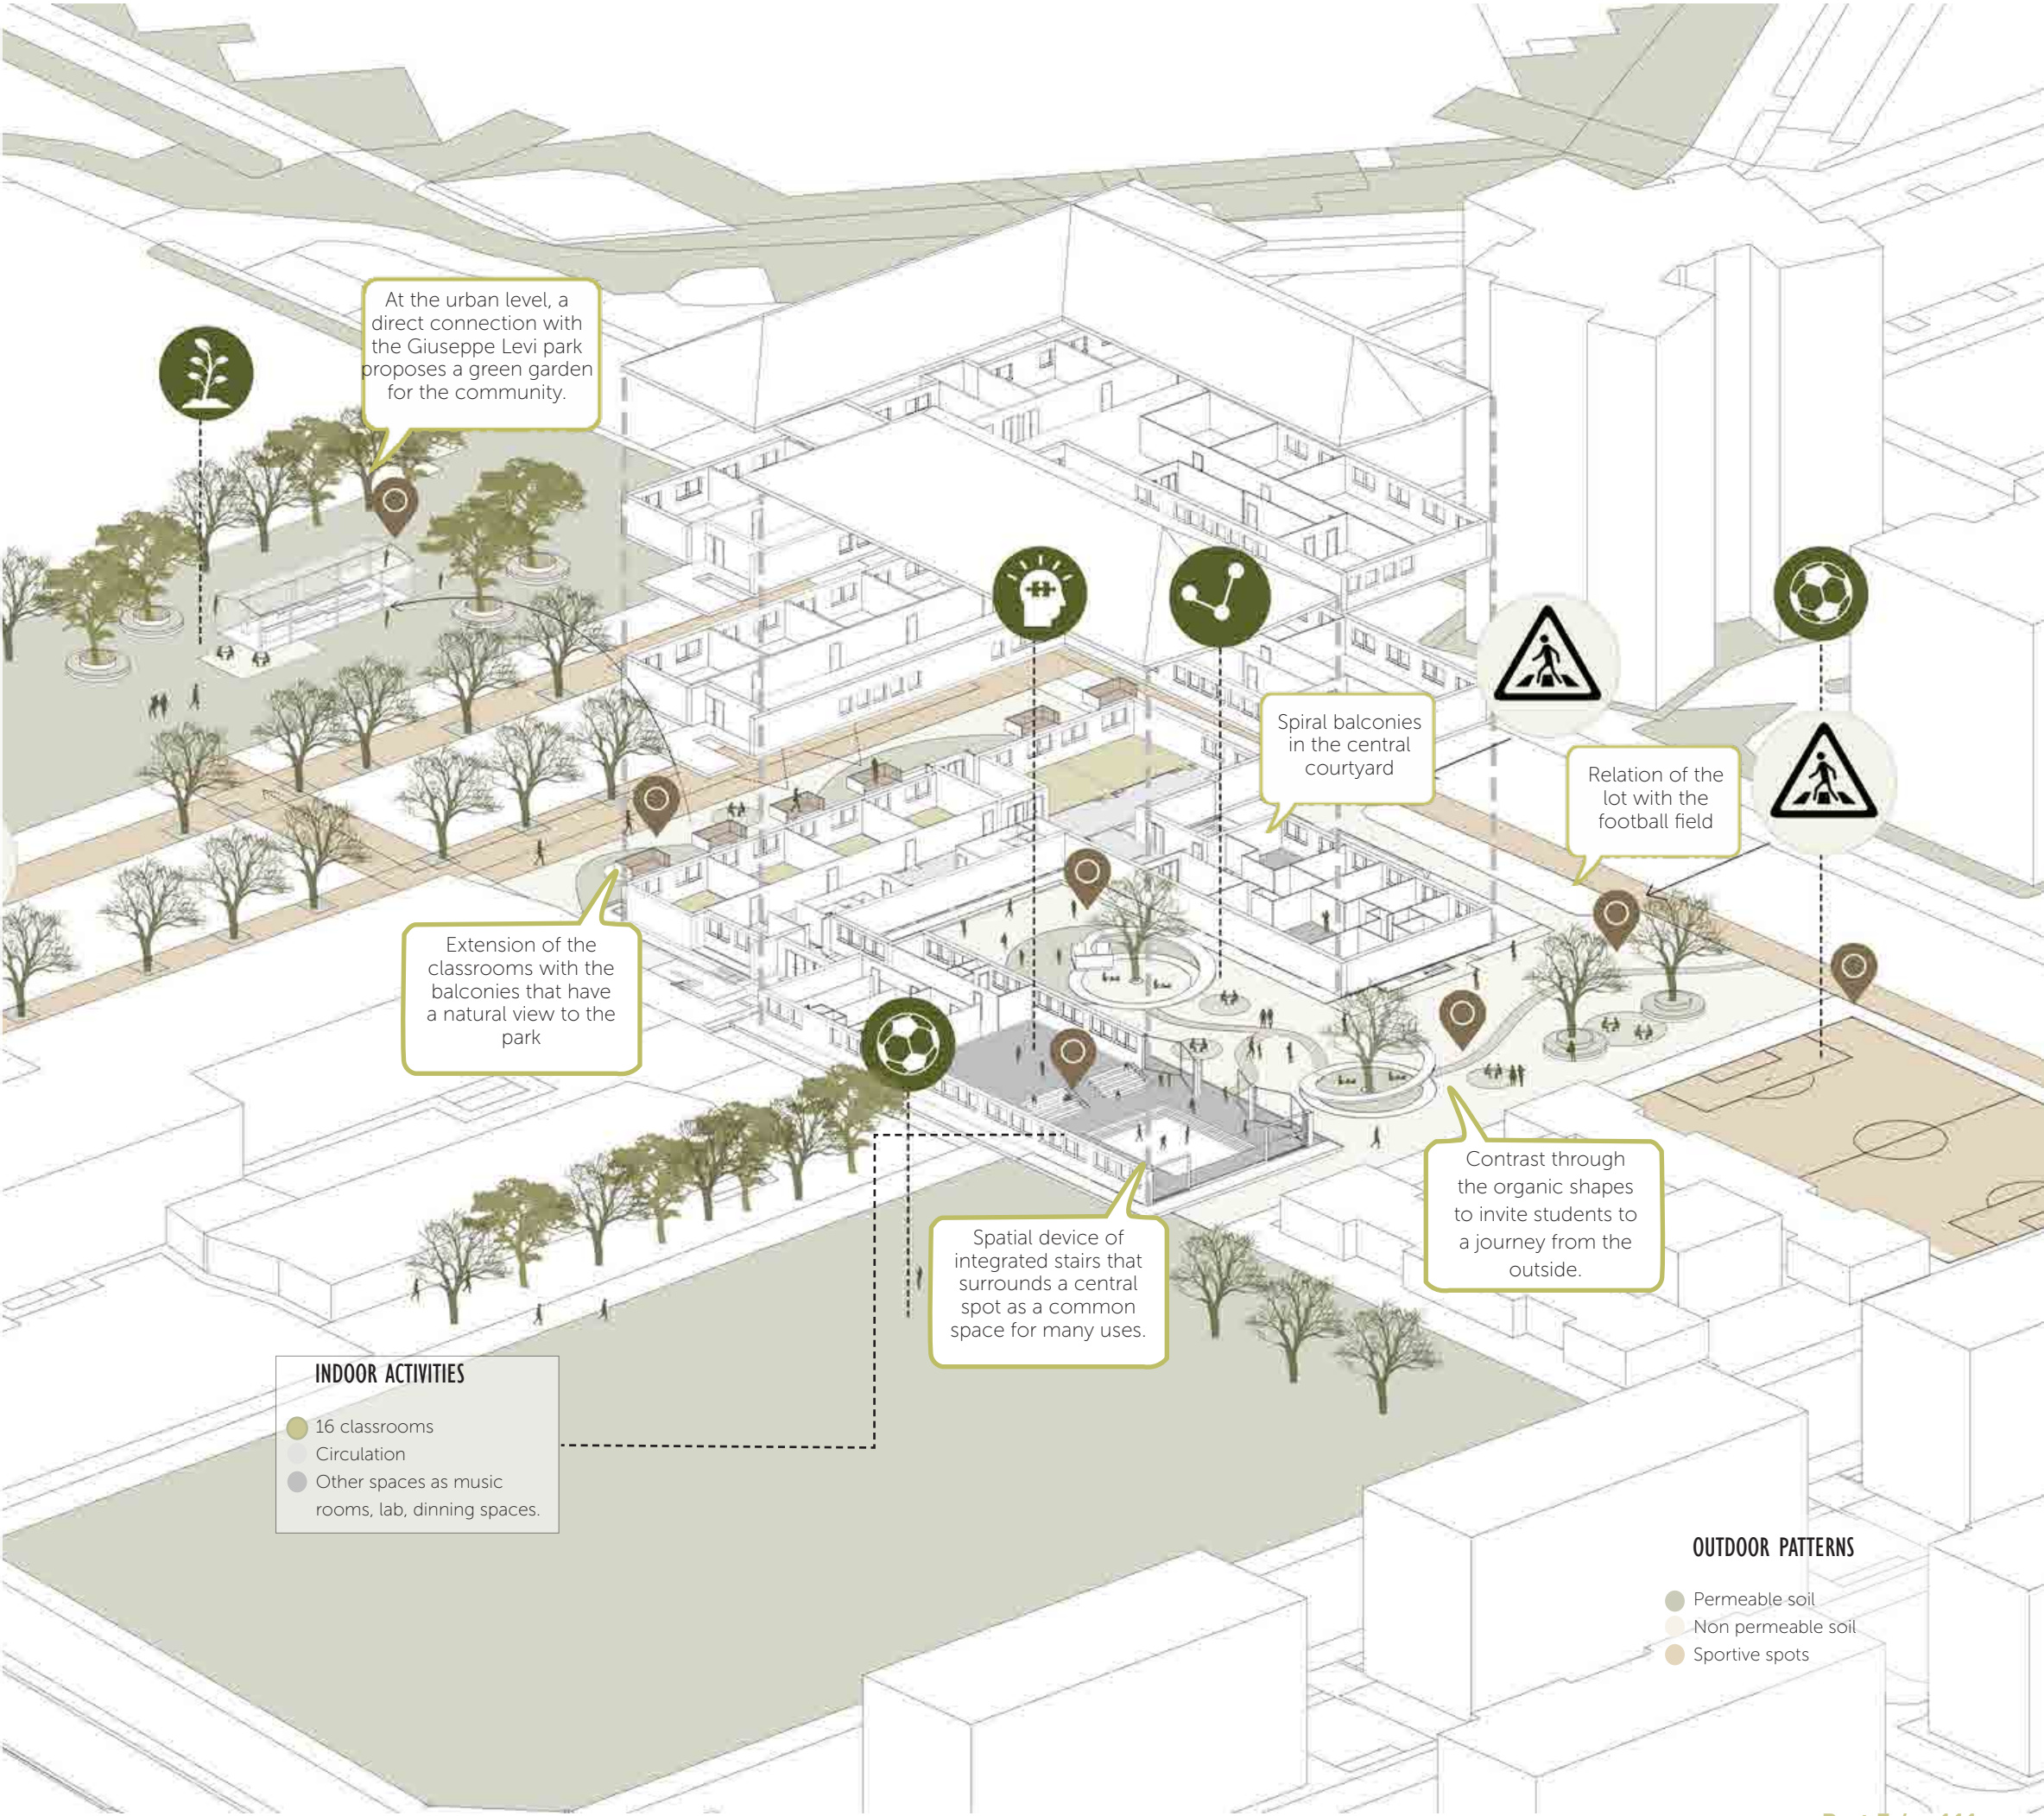 At the urban level, a
direct connection with
the Giuseppe Levi park
proposes a green garden
for the community.
Spiral balconies
in the central
courtyard
Relation of the
lot with the
football field
Extension of the
classrooms with the
balconies that have
a natural view to the
park
Contrast through
the organic shapes
to invite students to
a journey from the
outside.
Spatial device of
integrated stairs that
surrounds a central
spot as a common
space for many uses.
INDOOR ACTIVITIES
16 classrooms
Circulation
Other spaces as music
rooms, lab, dinning spaces.
OUTDOOR PATTERNS
Permeable soil
Non permeable soil
Sportive spots